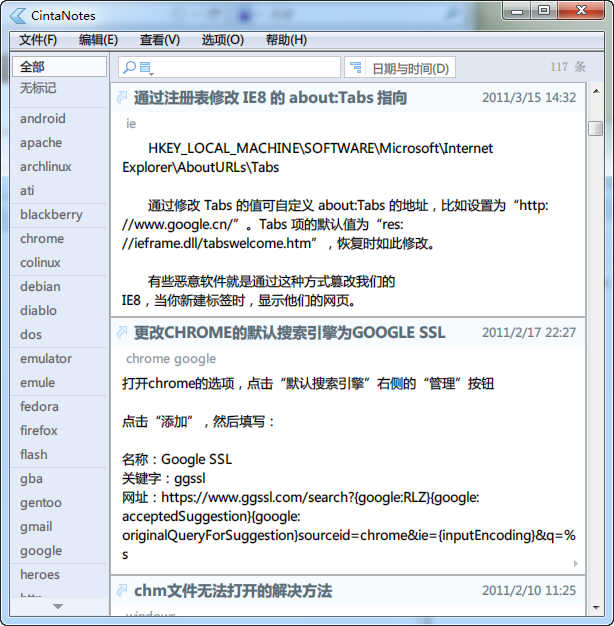 CintaNotes
文件(F) 编辑(E) 查看(V) 选项(O) 帮助(H)
全部
日期与时间(D)
117 条
无标记
android
apache
archlinux
ati
blackberry
chrome
colinux
debian
diablo
dos
emulator
emule
fedora
firefox
flash
gba
gentoo
gmail
google
heroes
通过注册表修改 IE8 的 about:Tabs 指向 2011/3/15 14:32
ie
HKEY_LOCAL_MACHINE\SOFTWARE\Microsoft\Internet
Explorer\AboutURLs\Tabs
通过修改 Tabs 的值可自定义 about:Tabs 的地址，比如设置为“http:
//www.google.cn/”。Tabs 项的默认值为“res:
//ieframe.dll/tabswelcome.htm”，恢复时如此修改。
有些恶意软件就是通过这种方式篡改我们的
IE8，当你新建标签时，显示他们的网页。
更改CHROME的默认搜索引擎为GOOGLE SSL 2011/2/17 22:27
chrome google
打开chrome的选项，点击“默认搜索引擎”右侧的“管理”按钮
点击“添加”，然后填写：
名称：Google SSL
关键字：ggssl
网址：https://www.ggssl.com/search?{google:RLZ}{google:
acceptedSuggestion}{google:
originalQueryForSuggestion}sourceid=chrome&ie={inputEncoding}&q=%
s
chm文件无法打开的解决方法 2011/2/10 11:25
windows